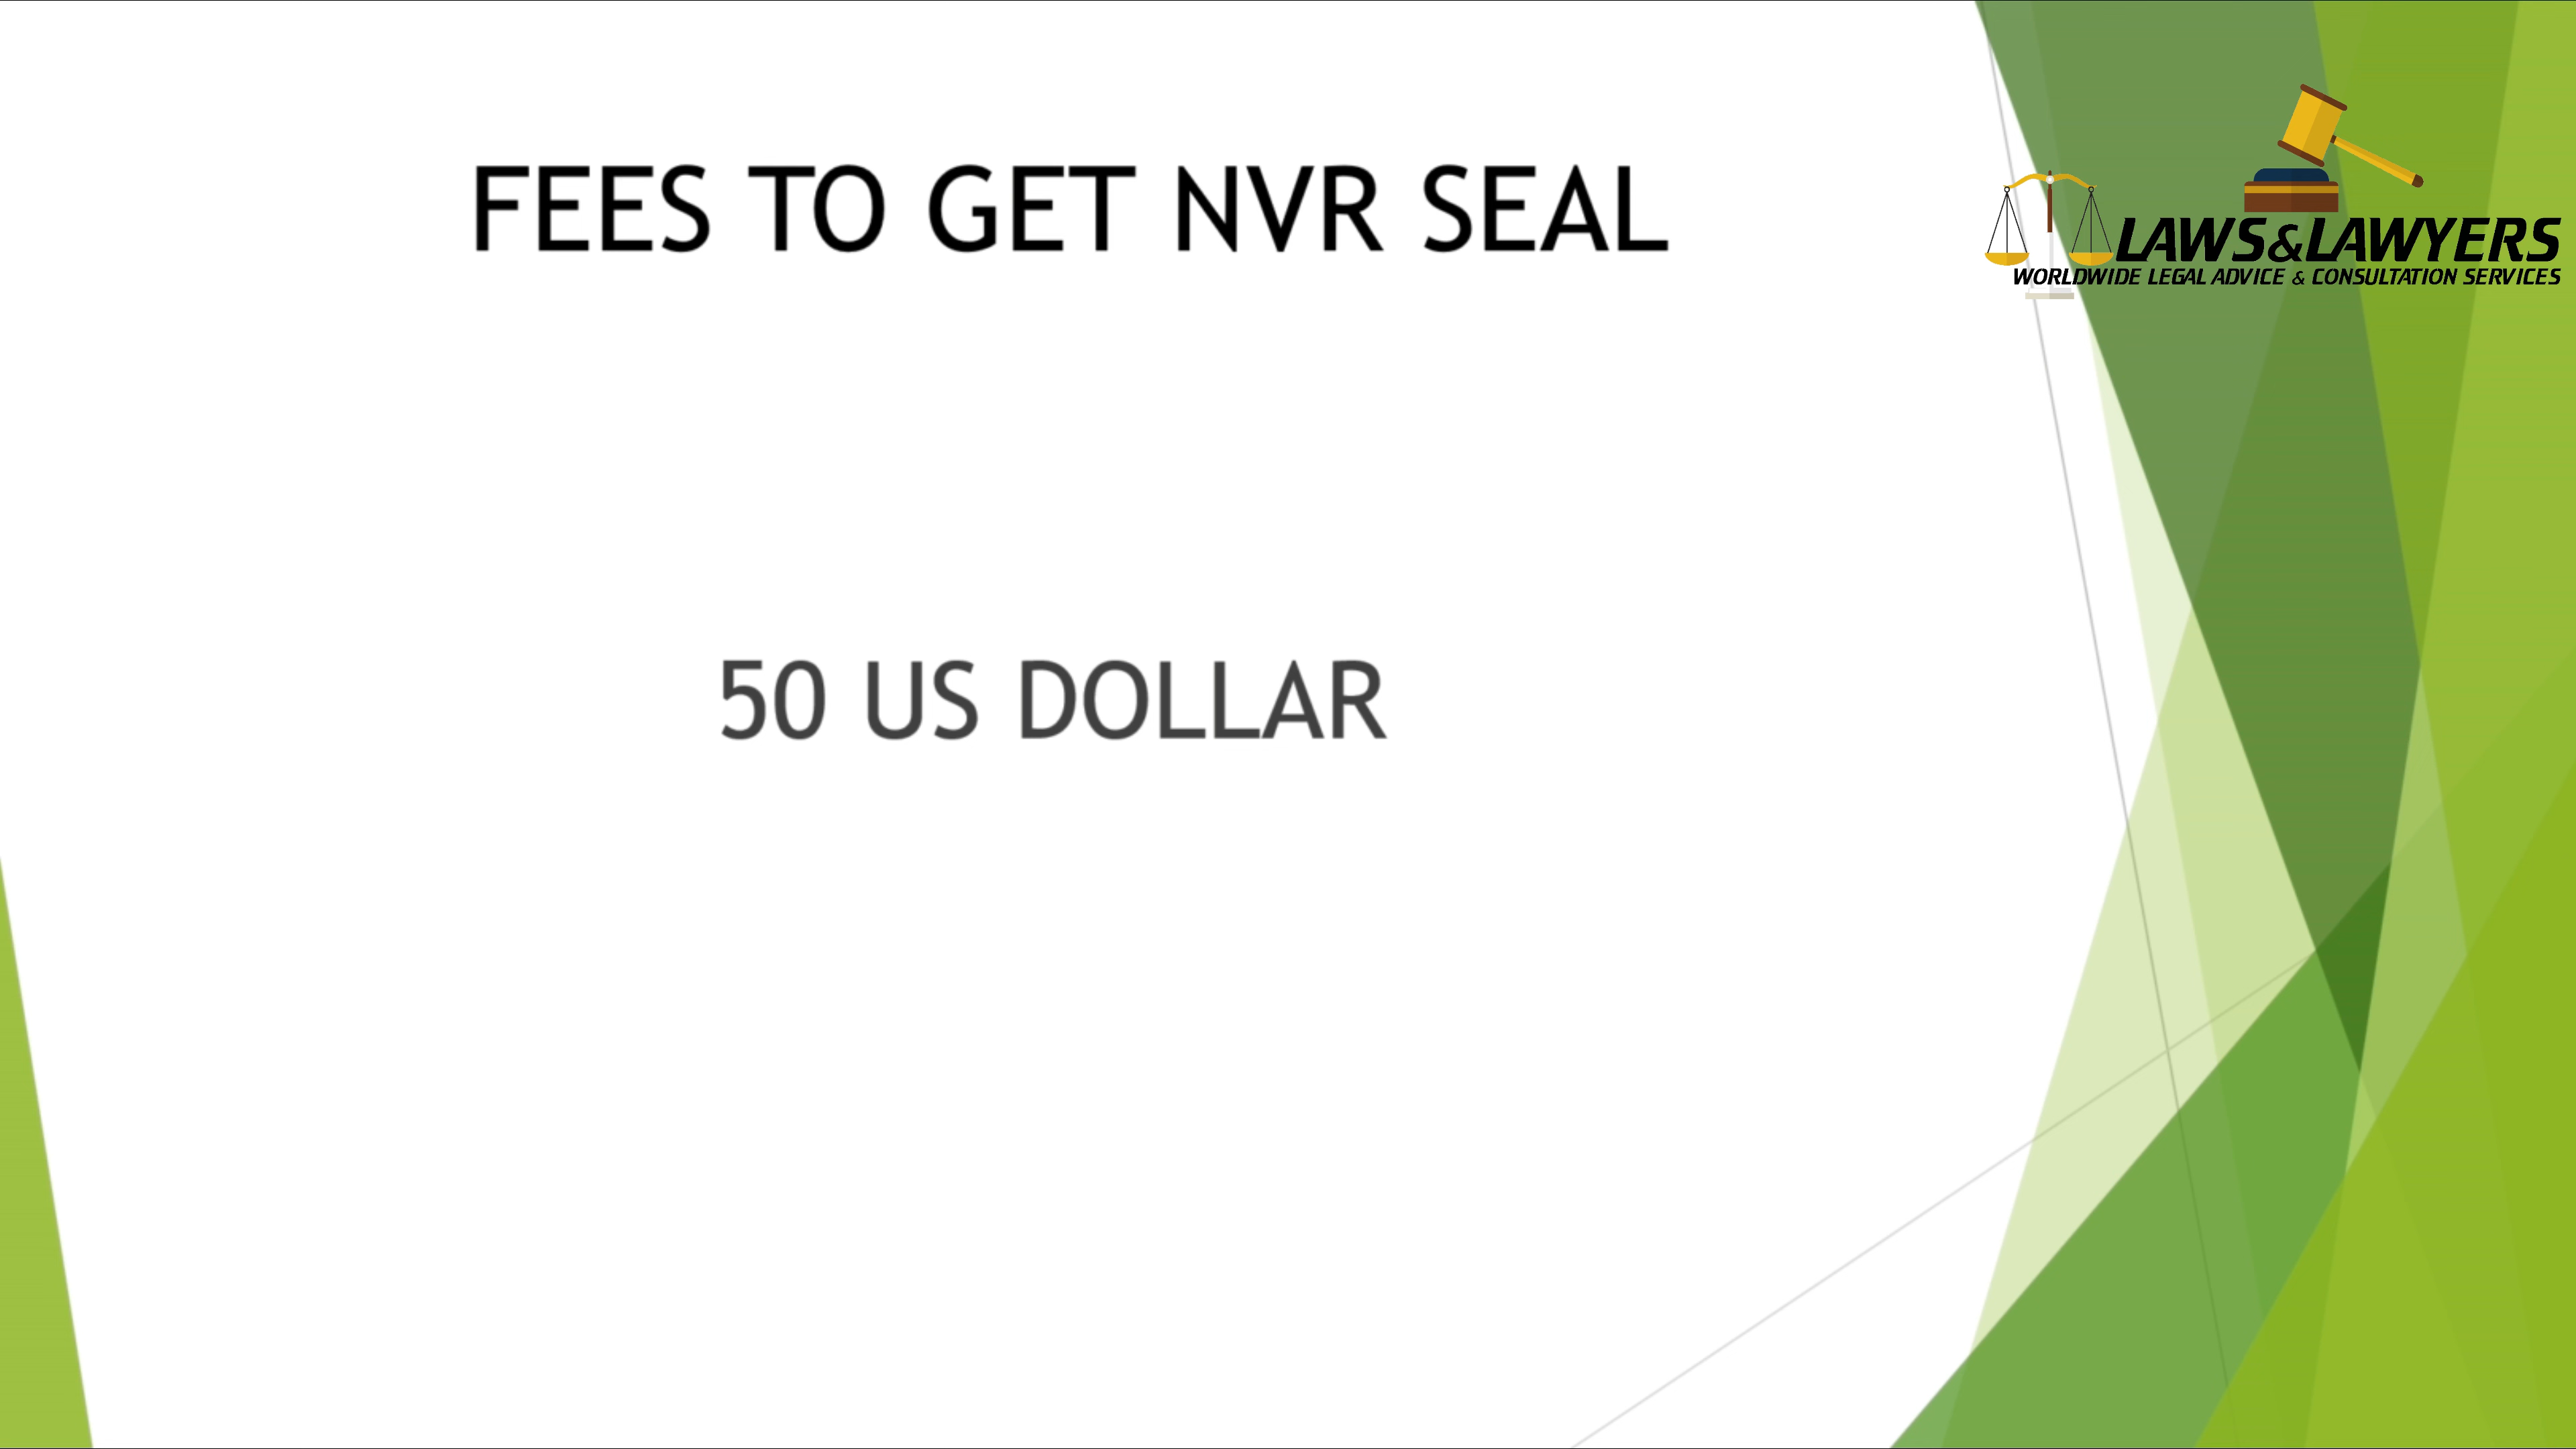 FEES TO GET NVR SEAL
LAWS&LAWYERS
WORLDWIDE LEGAL ADVICE & CONSULTATION SERVICES
50 US DOLLAR